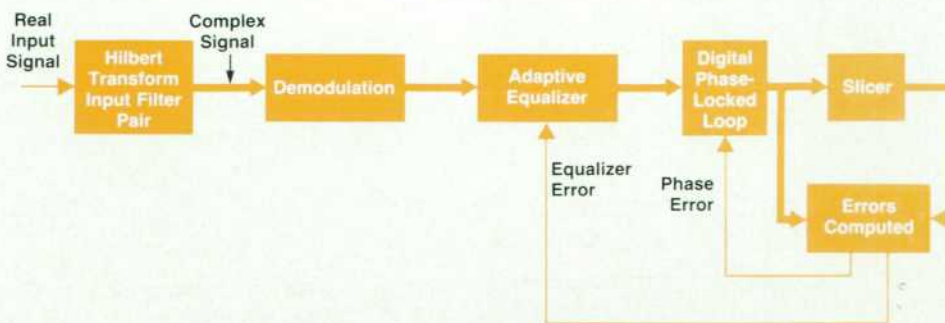 Real
Input
Signal
Hilbert
Transform
Input Filter
Pair
Complex
Signal
Demodulation
Adaptive
Equalizer
Digital
Phase-
Locked
Loop
Slicer
Equalizer
Error
Phase
Error
Errors
Computed